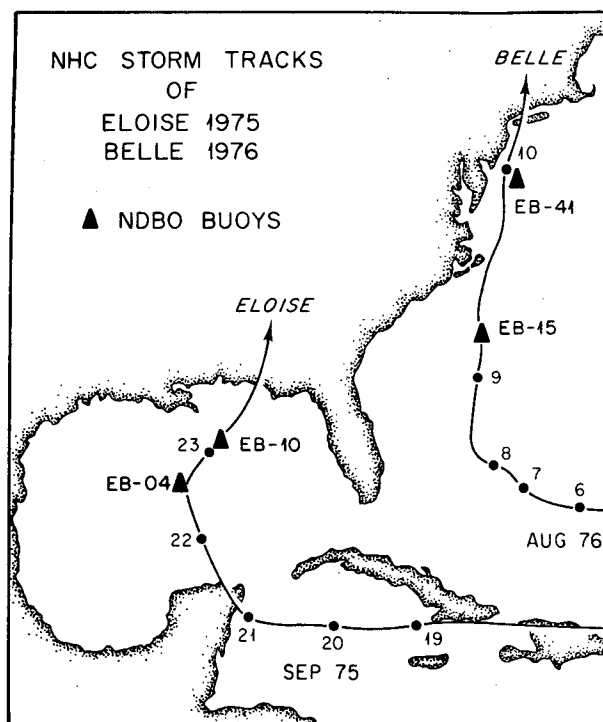 NHC STORM TRACKS
OF
ELOISE 1975
BELLE 1976
▲ NDBO BUOYS
BELLE
10
EB-41
ELOISE
EB-15
9
23
EB-10
EB-04
8
7
6
22
AUG 76
21
20
19
SEP 75